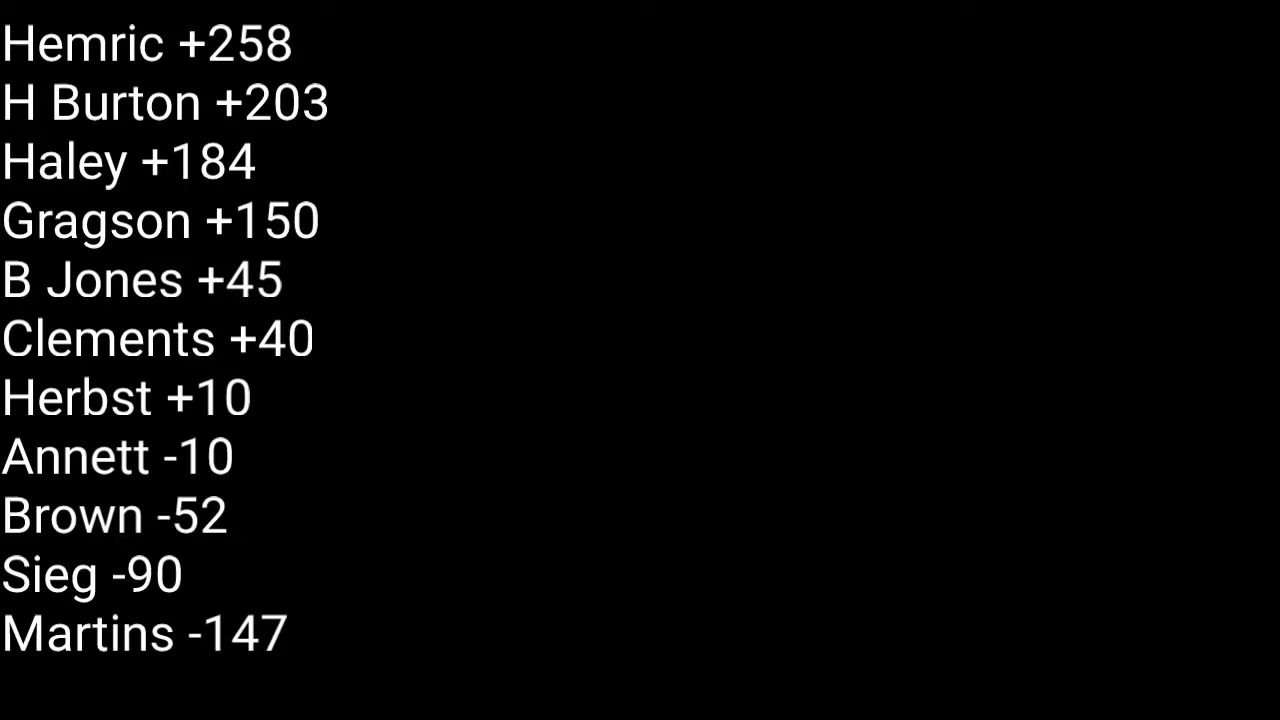 Hemric +258
H Burton +203
Haley +184
Gragson +150
B Jones +45
Clements +40
Herbst +10
Annett -10
Brown -52
Sieg -90
Martins -147